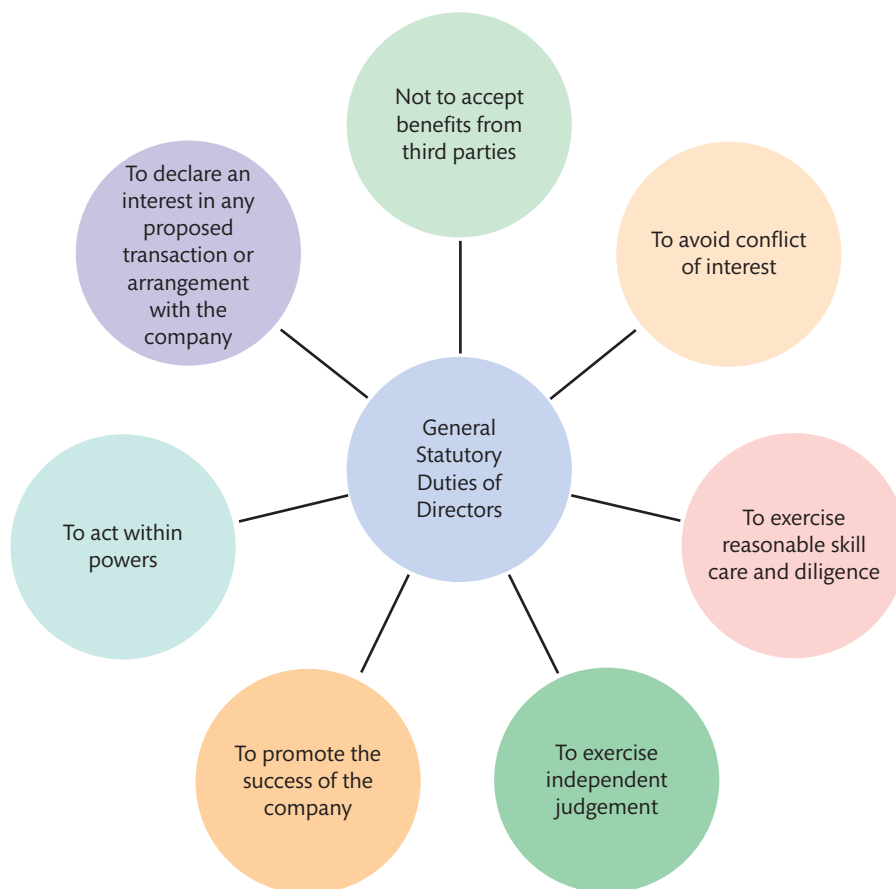 Not to accept
benefits from
third parties
To declare an
interest in any
proposed
transaction or
arrangement
with the
company
To avoid conflict
of interest
General
Statutory
Duties of
Directors
To act within
powers
To exercise
reasonable skill
care and diligence
To promote the
success of the
company
To exercise
independent
judgement